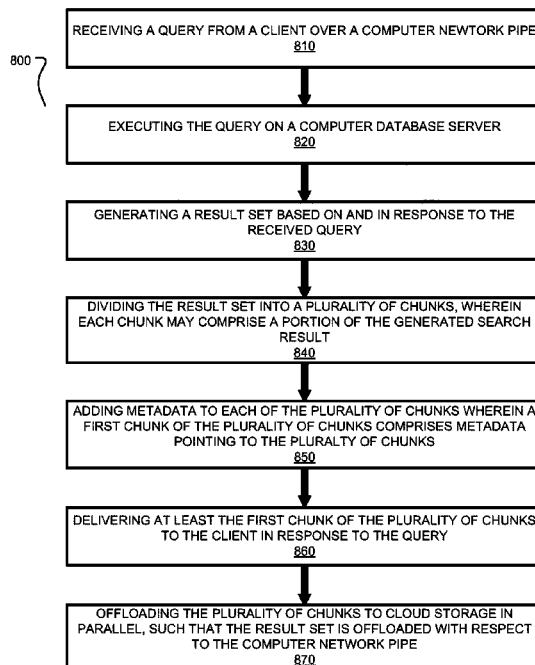 RECEIVING A QUERY FROM A CLIENT OVER A COMPUTER NEWTORK PIPE
810
800
EXECUTING THE QUERY ON A COMPUTER DATABASE SERVER
820
GENERATING A RESULT SET BASED ON AND IN RESPONSE TO THE
RECEIVED QUERY
830
DIVIDING THE RESULT SET INTO A PLURALITY OF CHUNKS, WHEREIN
EACH CHUNK MAY COMPRISE A PORTION OF THE GENERATED SEARCH
RESULT
840
ADDING METADATA TO EACH OF THE PLURALITY OF CHUNKS WHEREIN A
FIRST CHUNK OF THE PLURALITY OF CHUNKS COMPRISES METADATA
POINTING TO THE PLURALTY OF CHUNKS
850
DELIVERING AT LEAST THE FIRST CHUNK OF THE PLURALITY OF CHUNKS
TO THE CLIENT IN RESPONSE TO THE QUERY
860
OFFLOADING THE PLURALITY OF CHUNKS TO CLOUD STORAGE IN
PARALLEL, SUCH THAT THE RESULT SET IS OFFLOADED WITH RESPECT
TO THE COMPUTER NETWORK PIPE
870